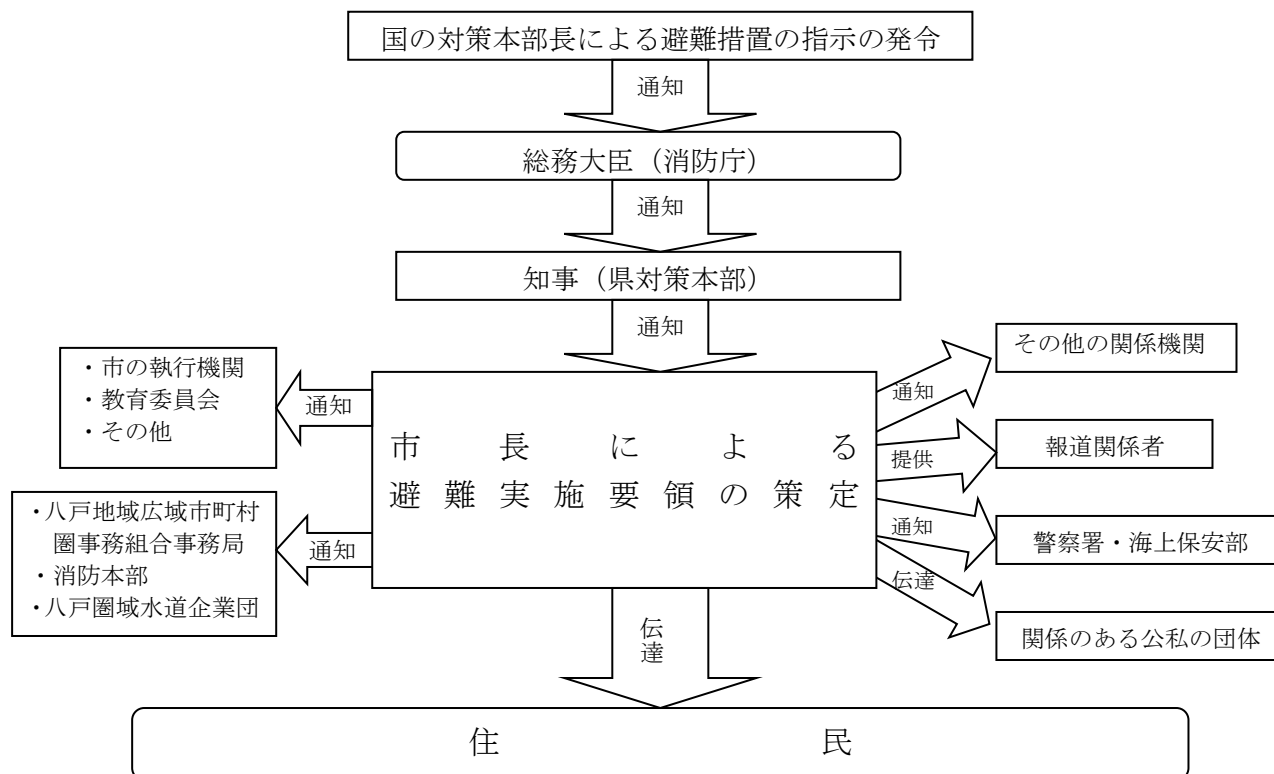 国の対策本部長による避難措置の指示の発令
通知
総務大臣（消防庁）
通知
知事（県対策本部）
通知
・市の執行機関
・教育委員会
・その他
通知
・八戸地域広域市町村
圏事務組合事務局
・消防本部
・八戸圏域水道企業団
通知
市長による
避難実施要領の策定
通知
その他の関係機関
提供
報道関係者
通知
警察署・海上保安部
伝達
関係のある公私の団体
伝達
住民